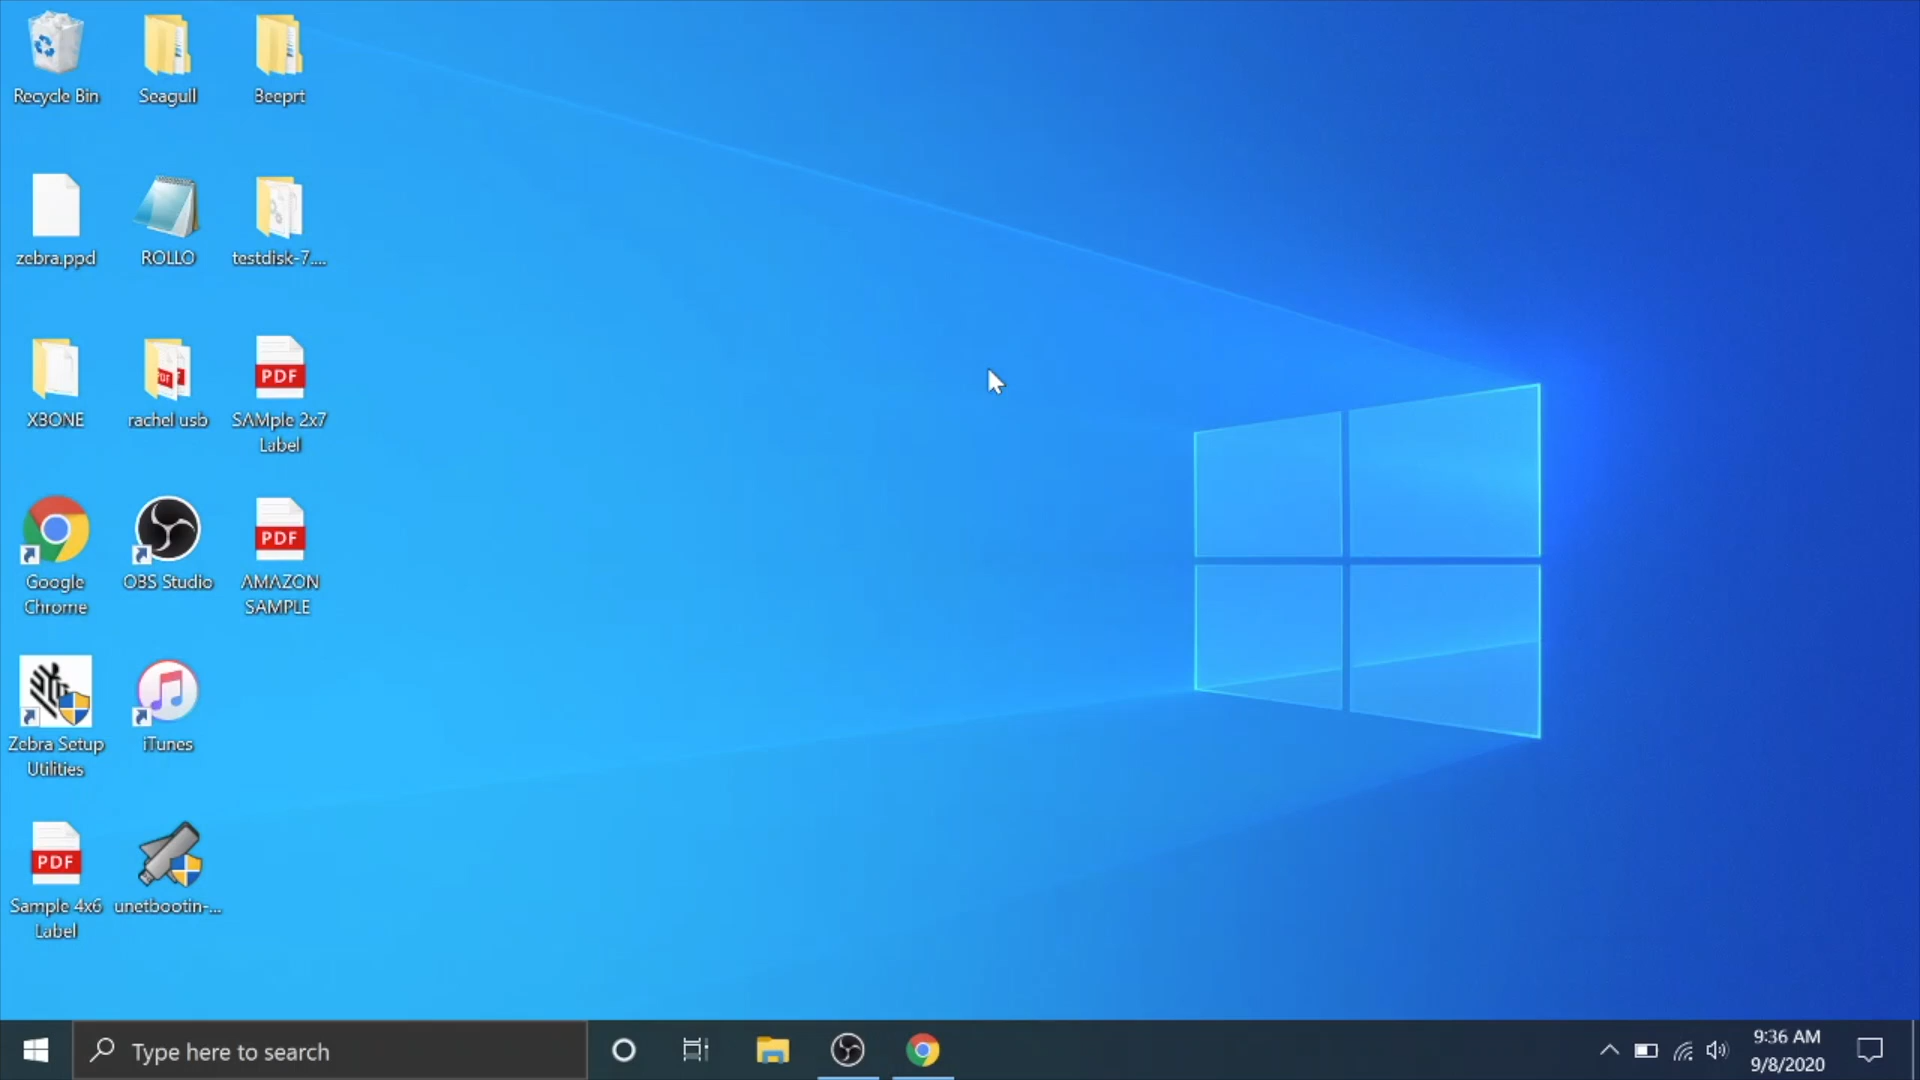 Recycle Bin
Seagull
Beeprt
zebra.ppd
ROLLO
testdisk-7....
XBONE
PDF
rachel usb
PDF
SAMple 2x7
Label
Google
Chrome
OBS Studio
PDF
AMAZON
SAMPLE
Zebra Setup
Utilities
iTunes
PDF
Sample 4x6
Label
unetbootin-...
Type here to search
9:36 AM
9/8/2020